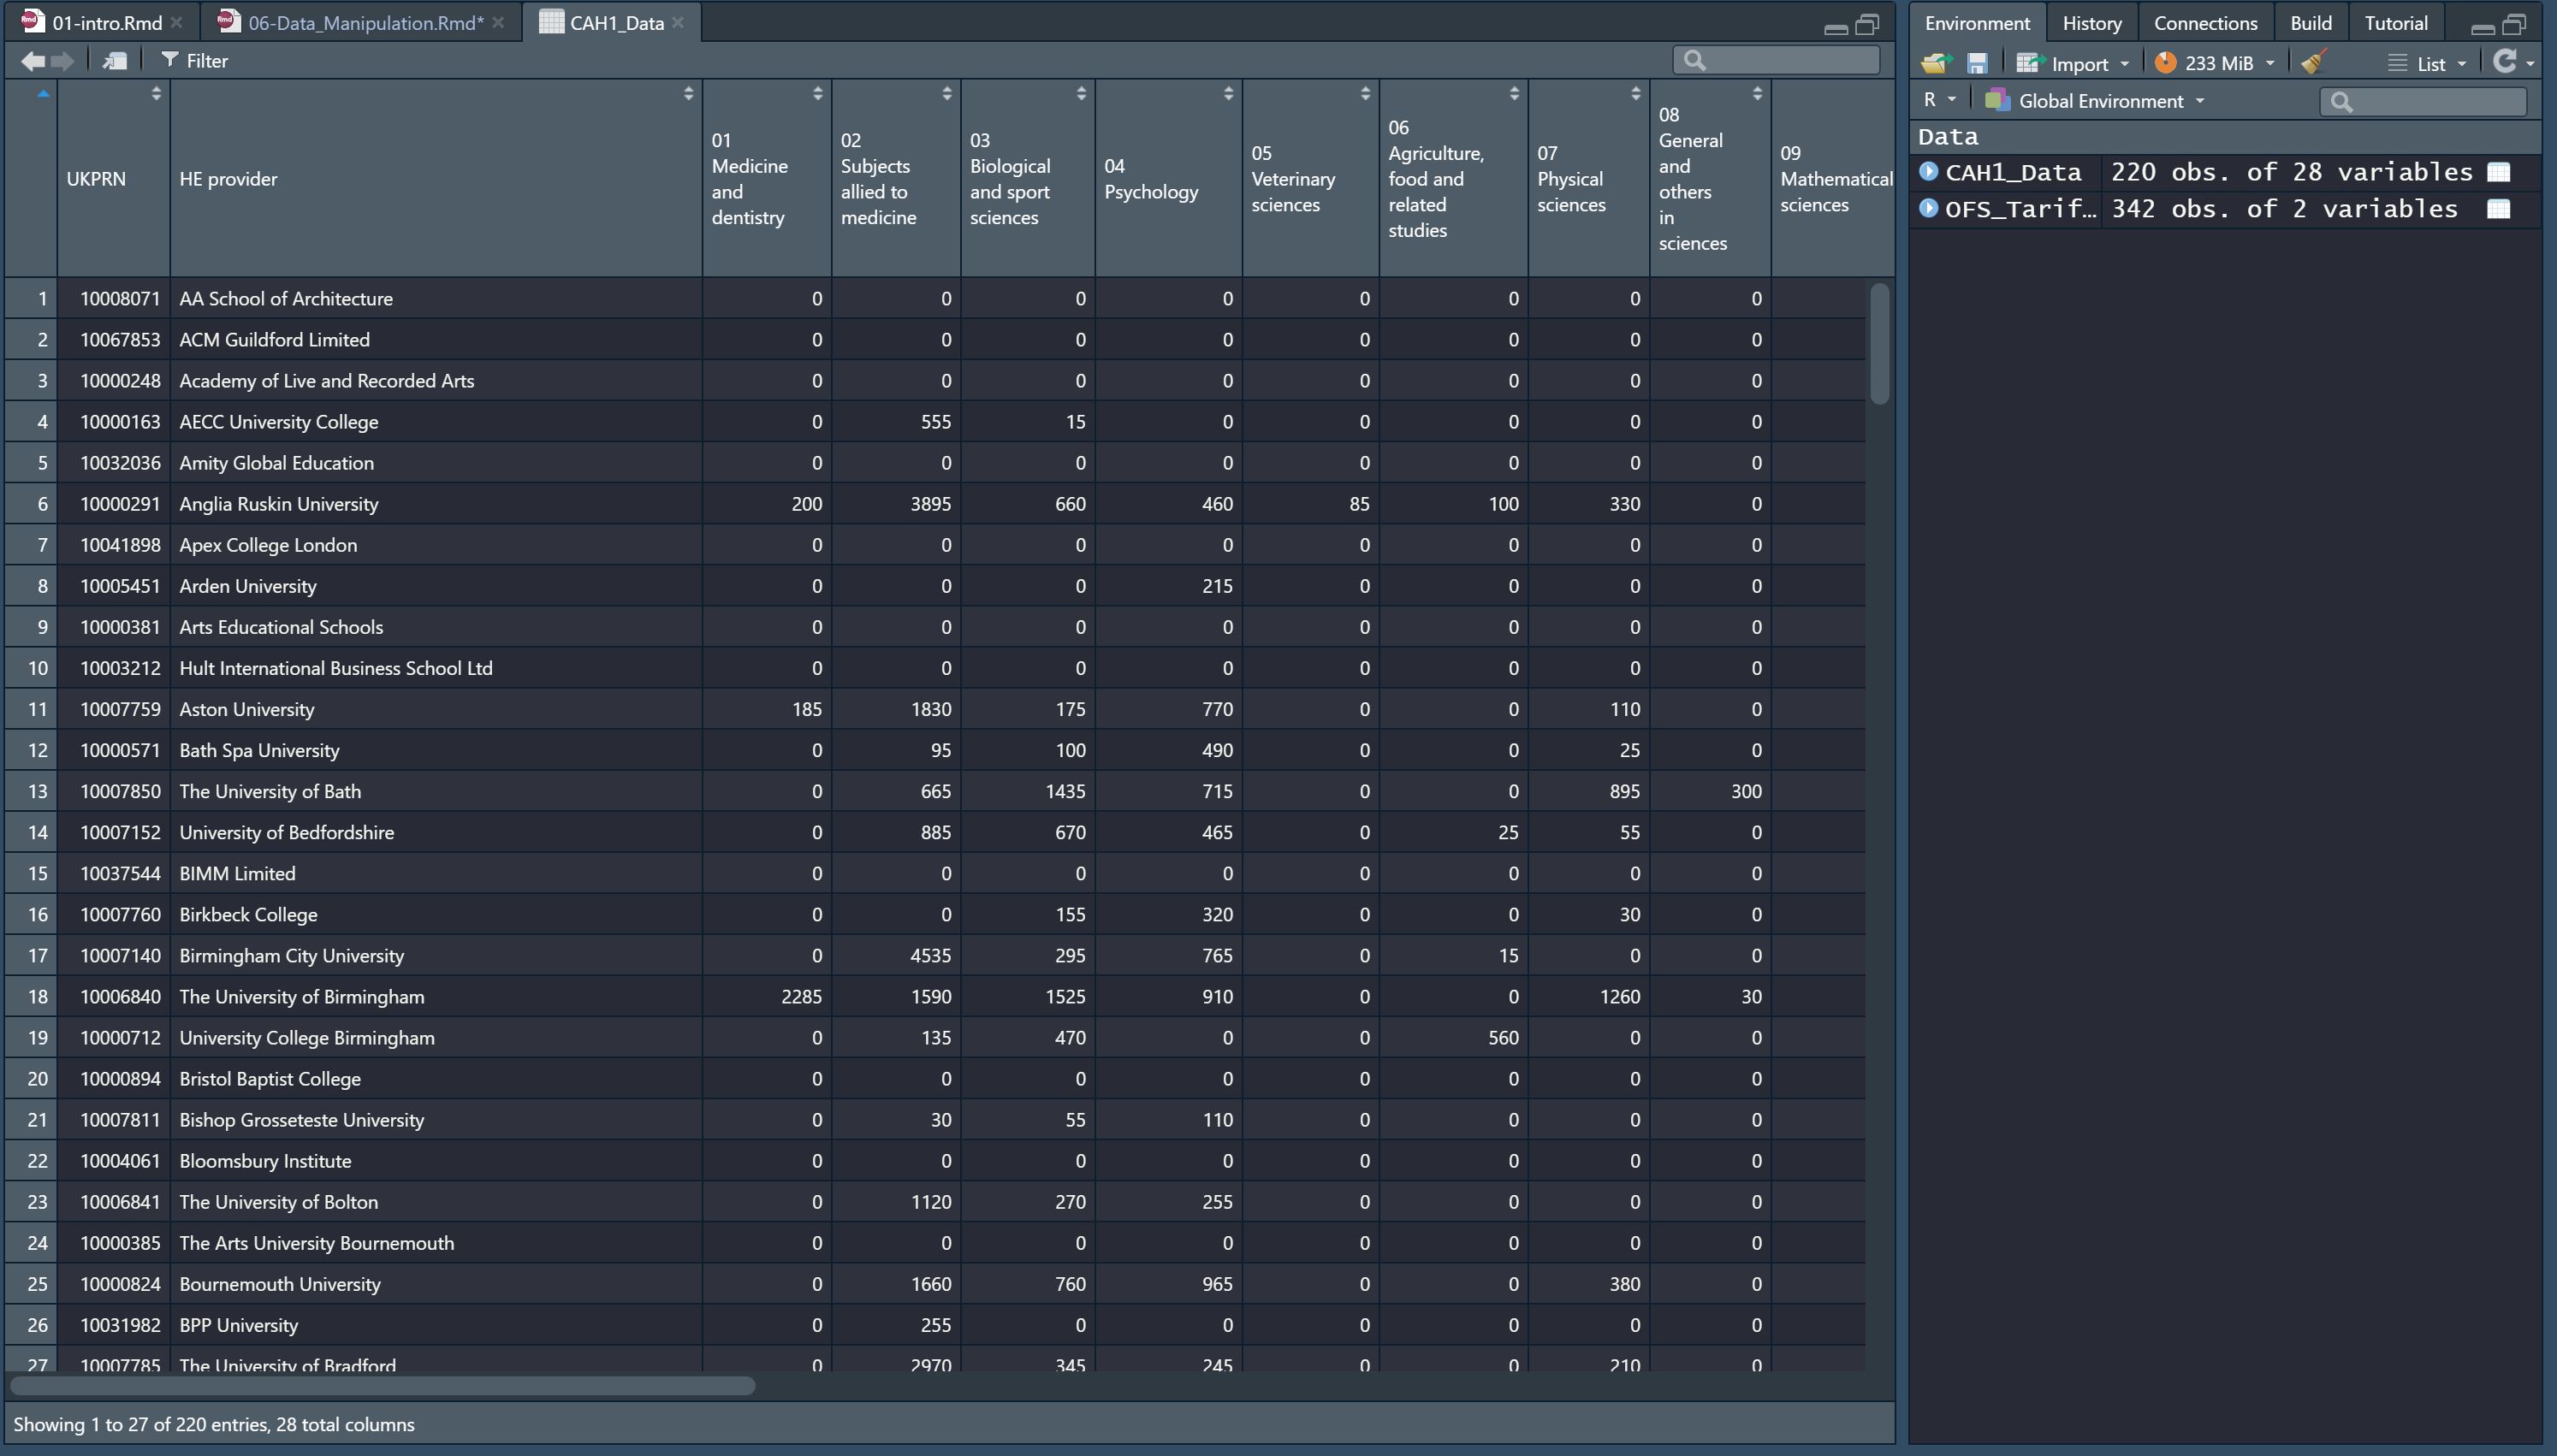 01-intro.Rmd 06-Data_Manipulation.Rmd* CAH1_Data
Filter
UKPRN HE provider 01 Medicine and dentistry 02 Subjects allied to medicine 03 Biological and sport sciences 04 Psychology 05 Veterinary sciences 06 Agriculture, food and related studies 07 Physical sciences 08 General and others in sciences 09 Mathematical sciences
1 10008071 AA School of Architecture 0 0 0 0 0 0 0 0
2 10067853 ACM Guildford Limited 0 0 0 0 0 0 0 0
3 10000248 Academy of Live and Recorded Arts 0 0 0 0 0 0 0 0
4 10000163 AECC University College 0 555 15 0 0 0 0 0
5 10032036 Amity Global Education 0 0 0 0 0 0 0 0
6 10000291 Anglia Ruskin University 200 3895 660 460 85 100 330 0
7 10041898 Apex College London 0 0 0 0 0 0 0 0
8 10005451 Arden University 0 0 0 215 0 0 0 0
9 10000381 Arts Educational Schools 0 0 0 0 0 0 0 0
10 10003212 Hult International Business School Ltd 0 0 0 0 0 0 0 0
11 10007759 Aston University 185 1830 175 770 0 0 110 0
12 10000571 Bath Spa University 0 95 100 490 0 0 25 0
13 10007850 The University of Bath 0 665 1435 715 0 0 895 300
14 10007152 University of Bedfordshire 0 885 670 465 0 25 55 0
15 10037544 BIMM Limited 0 0 0 0 0 0 0 0
16 10007760 Birkbeck College 0 0 155 320 0 0 30 0
17 10007140 Birmingham City University 0 4535 295 765 0 15 0 0
18 10006840 The University of Birmingham 2285 1590 1525 910 0 0 1260 30
19 10000712 University College Birmingham 0 135 470 0 0 560 0 0
20 10000894 Bristol Baptist College 0 0 0 0 0 0 0 0
21 10007811 Bishop Grosseteste University 0 30 55 110 0 0 0 0
22 10004061 Bloomsbury Institute 0 0 0 0 0 0 0 0
23 10006841 The University of Bolton 0 1120 270 255 0 0 0 0
24 10000385 The Arts University Bournemouth 0 0 0 0 0 0 0 0
25 10000824 Bournemouth University 0 1660 760 965 0 0 380 0
26 10031982 BPP University 0 255 0 0 0 0 0 0
27 10007785 The University of Bradford 0 2970 345 245 0 0 210 0
Showing 1 to 27 of 220 entries, 28 total columns
Environment History Connections Build Tutorial
Import 233 MiB List
R Global Environment
Data
CAH1_Data 220 obs. of 28 variables
OFS_Tarif… 342 obs. of 2 variables